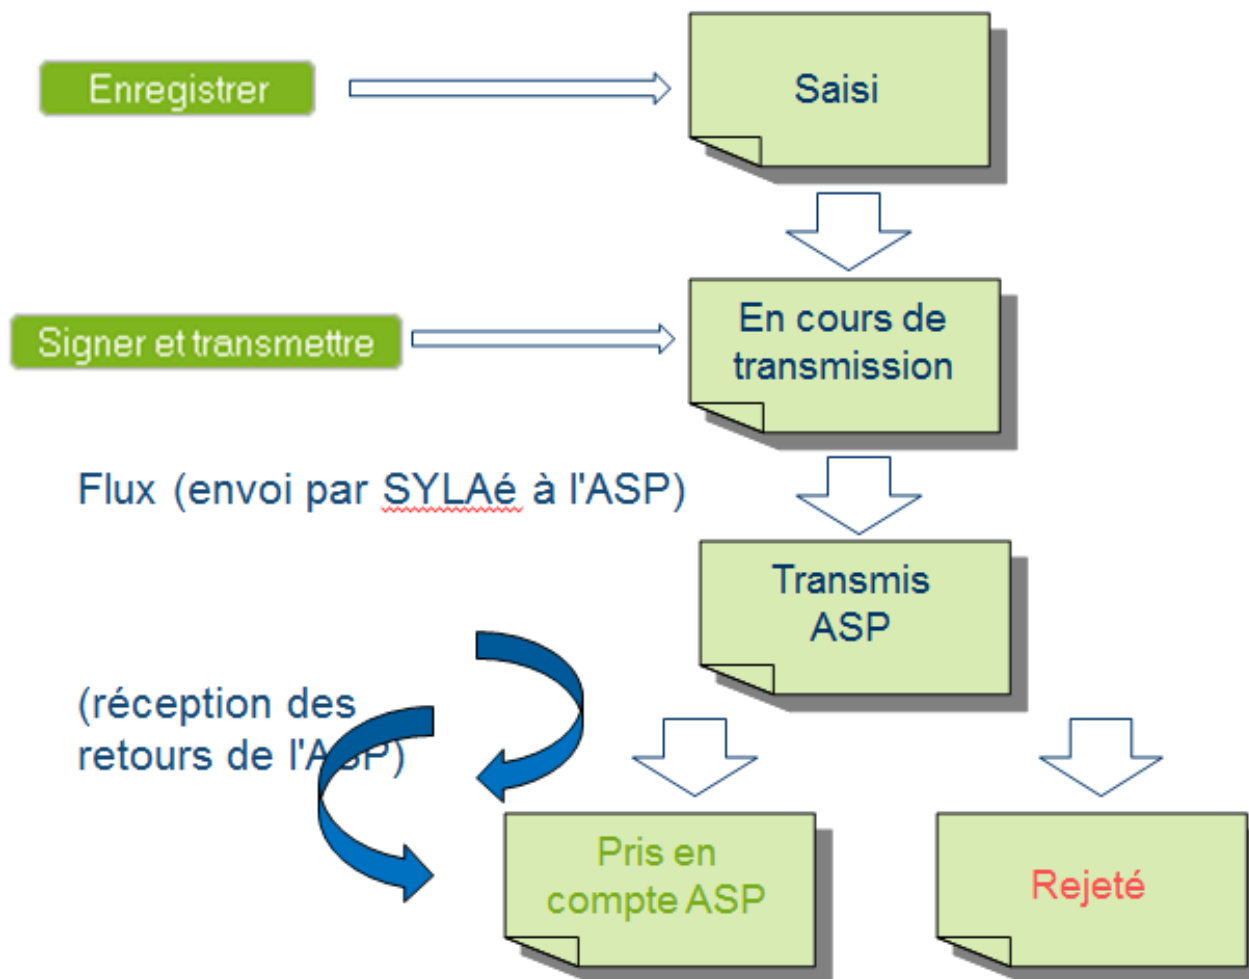 Enregistrer
Saisi
Signer et transmettre
En cours de
transmission
Flux (envoi par SYLAé à l'ASP)
Transmis
ASP
(réception des
retours de l'ASP)
Pris en
compte ASP
Rejeté